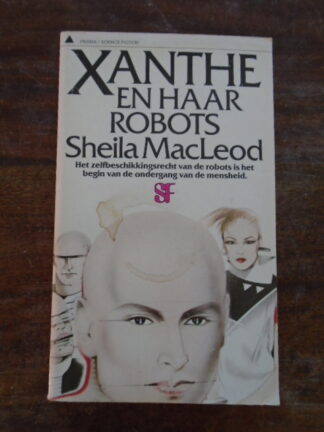 PRISMA - SCIENCE FICTION
XANTHE
EN HAAR
ROBOTS
Sheila MacLeod
Het zelfbeschikkingsrecht van de robots is het
begin van de ondergang van de mensheid.
SF